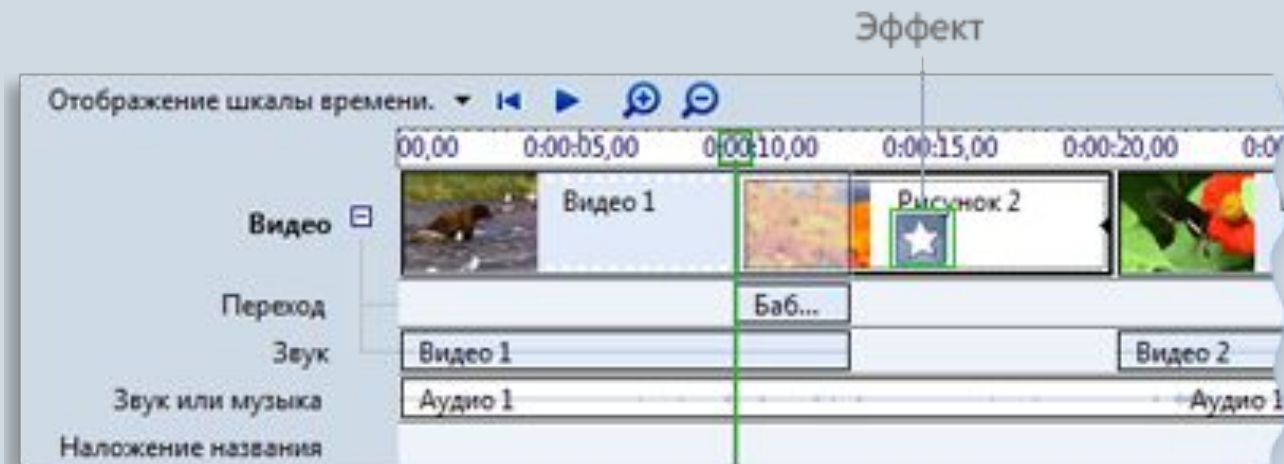 Эффект
Отображение шкалы времени.
00,00 0:00:05,00 0:00:10,00 0:00:15,00 0:00:20,00 0:0
Видео Видео 1 Рисунок 2
Переход Баб...
Звук Видео 1 Видео 2
Звук или музыка Аудио 1 Аудио 1
Наложение названия